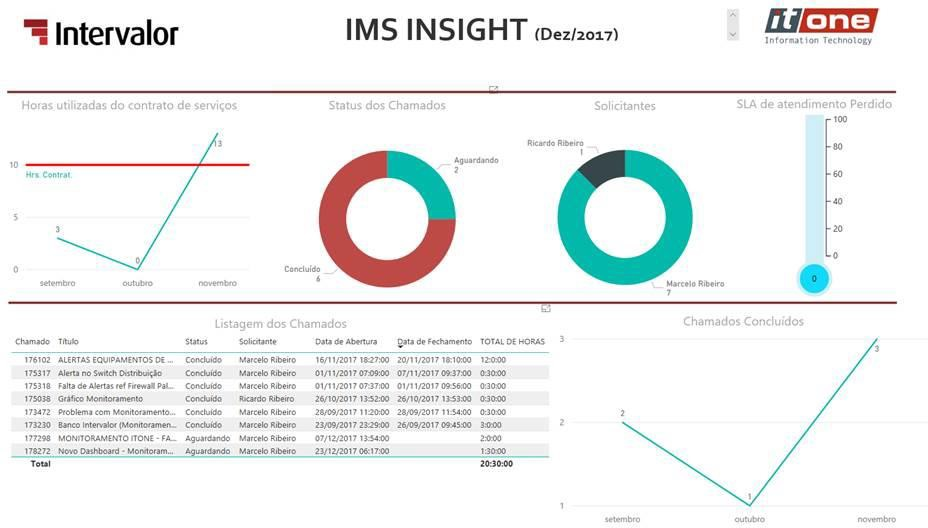 Intervalor
IMS INSIGHT (Dez/2017)
it one
Information Technology
Horas utilizadas do contrato de serviços
10
5
0
Hrs. Contrat.
3
0
13
setembro outubro novembro
Status dos Chamados
Aguardando
2
Concluído
6
Solicitantes
Ricardo Ribeiro
1
Marcelo Ribeiro
7
SLA de atendimento Perdido
100
80
60
40
20
0
0
Listagem dos Chamados
Chamado Título Status Solicitante Data de Abertura Data de Fechamento TOTAL DE HORAS
176102 ALERTAS EQUIPAMENTOS DE ... Concluído Marcelo Ribeiro 16/11/2017 18:27:00 20/11/2017 18:10:00 12:0:00
175317 Alerta no Switch Distribuição Concluído Marcelo Ribeiro 01/11/2017 07:09:00 07/11/2017 09:37:00 0:30:00
175318 Falta de Alertas ref Firewall Pal... Concluído Marcelo Ribeiro 01/11/2017 07:37:00 01/11/2017 09:56:00 0:30:00
175038 Gráfico Monitoramento Concluído Ricardo Ribeiro 26/10/2017 13:52:00 26/10/2017 13:53:00 0:30:00
173472 Problema com Monitoramento... Concluído Marcelo Ribeiro 28/09/2017 11:20:00 28/09/2017 11:54:00 0:30:00
173230 Banco Intervalor (Monitoramen... Concluído Marcelo Ribeiro 23/09/2017 23:29:00 26/09/2017 09:45:00 3:0:00
177298 MONITORAMENTO ITONE - FA... Aguardando Marcelo Ribeiro 07/12/2017 13:54:00 2:0:00
178272 Novo Dashboard - Monitoram... Aguardando Marcelo Ribeiro 23/12/2017 06:17:00 1:30:00
Total 20:30:00
Chamados Concluídos
3
2
1
2
1
3
setembro outubro novembro